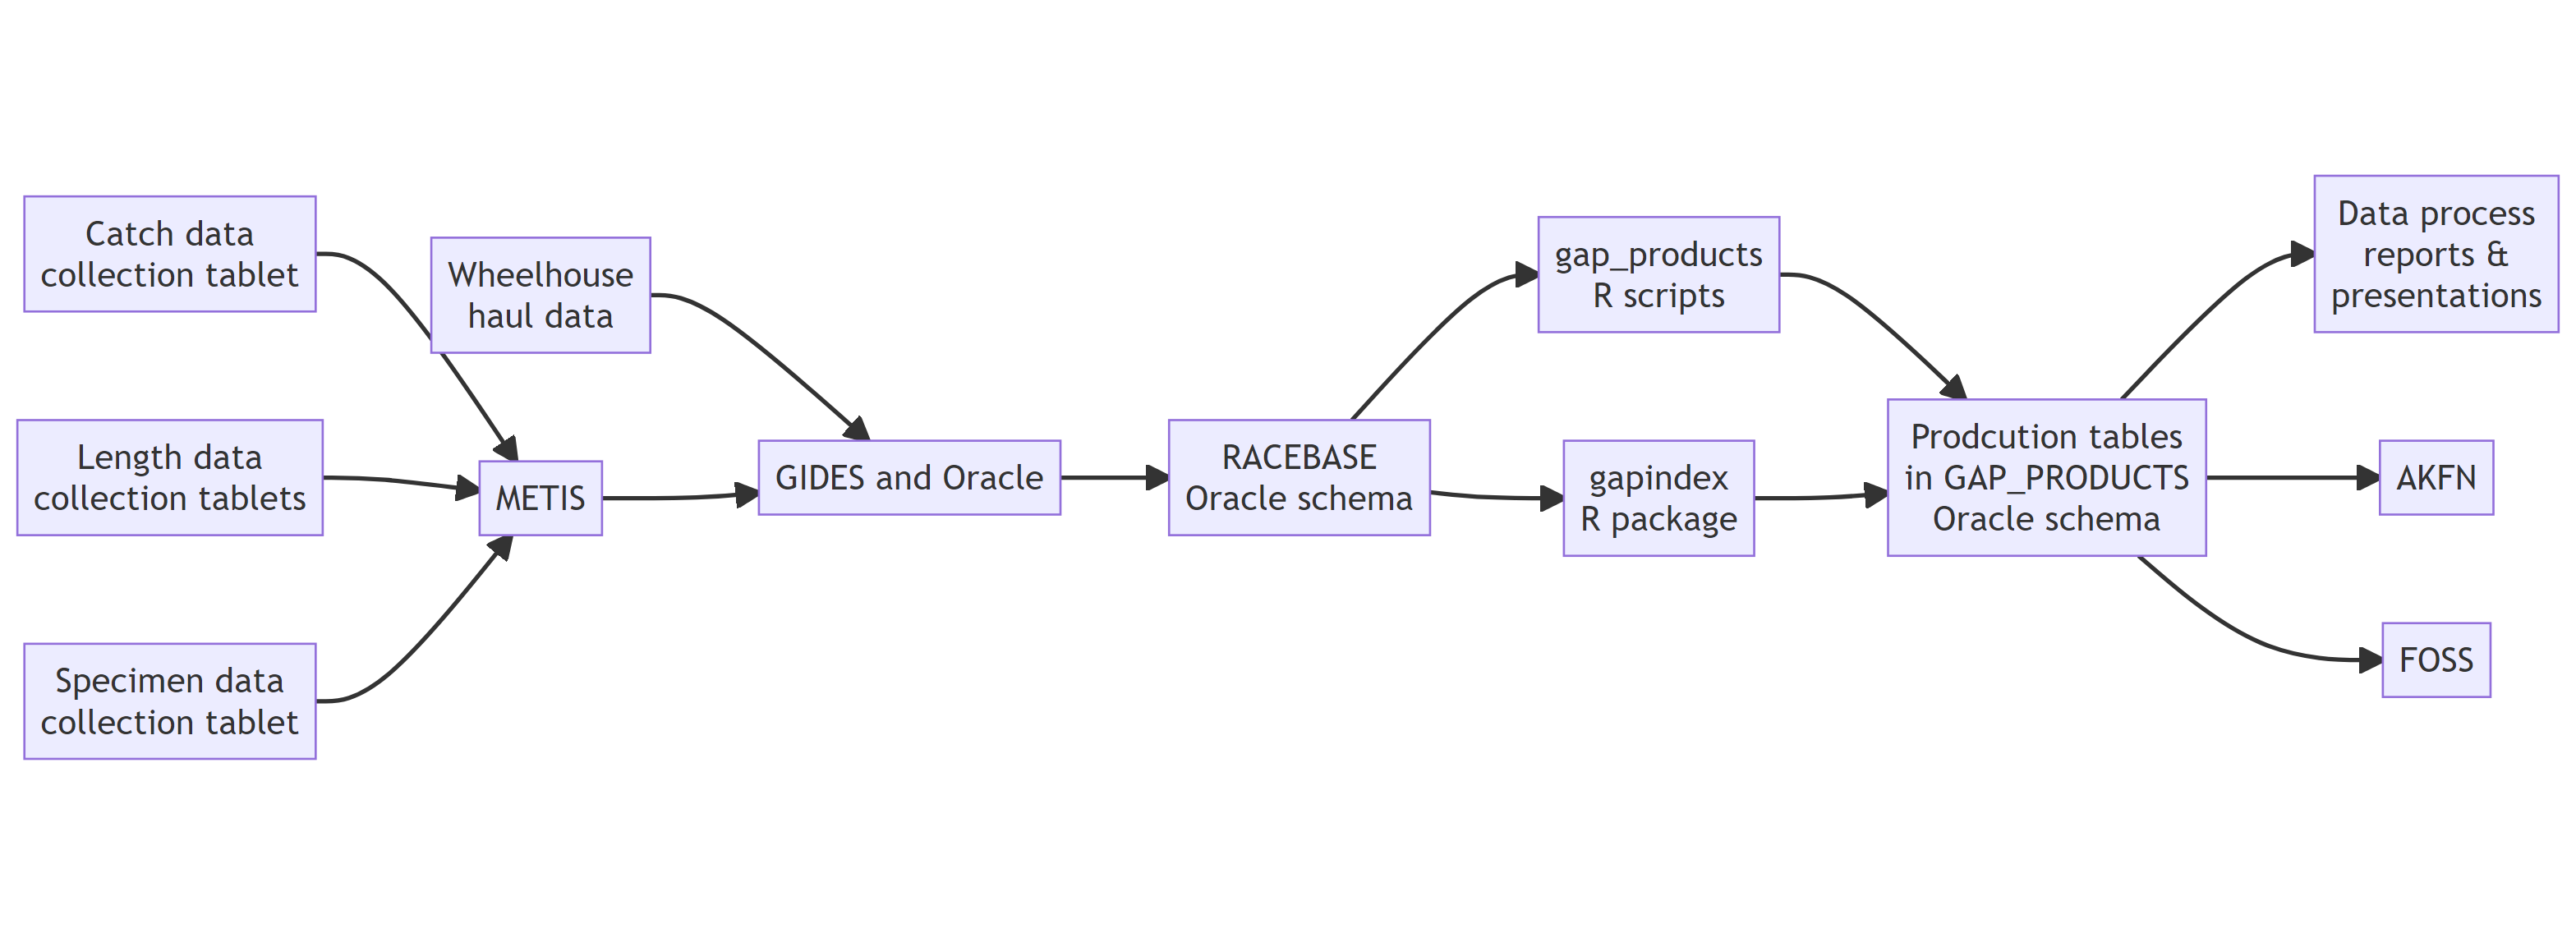 Catch data
collection tablet
Wheelhouse
haul data
Length data
collection tablets
Specimen data
collection tablet
METIS
GIDES and Oracle
RACEBASE
Oracle schema
gap_products
R scripts
gapindex
R package
Prodcution tables
in GAP_PRODUCTS
Oracle schema
Data process
reports &
presentations
AKFN
FOSS